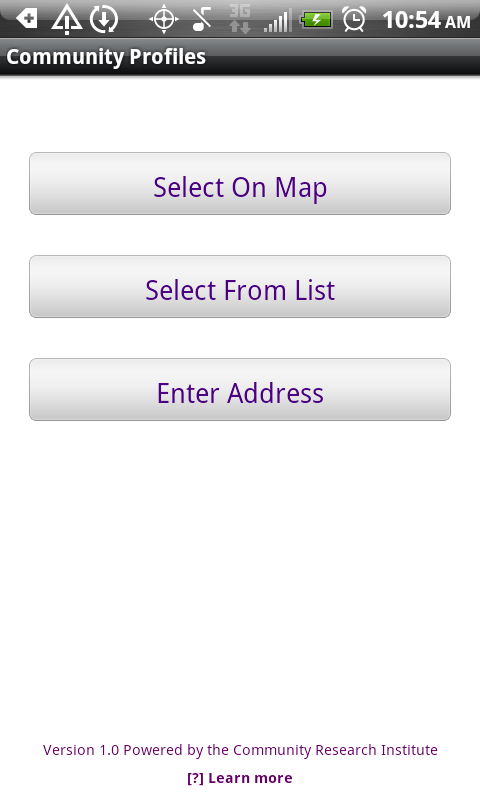 3G 10:54 AM
Community Profiles
Select On Map
Select From List
Enter Address
Version 1.0 Powered by the Community Research Institute
[?] Learn more